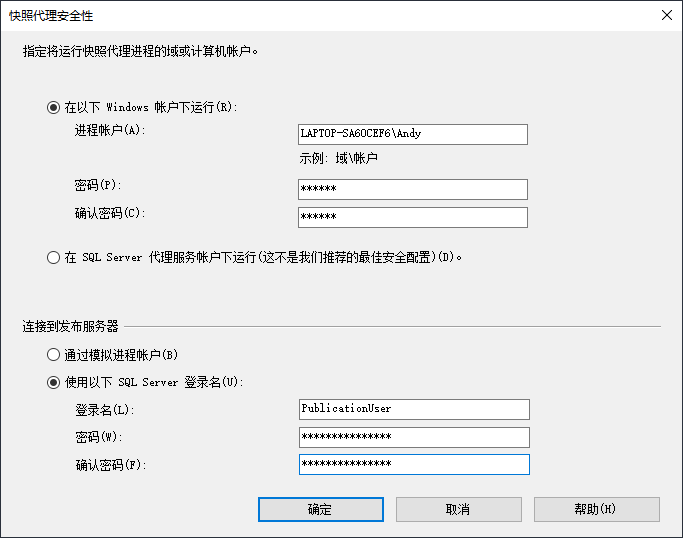 快照代理安全性
指定将运行快照代理进程的域或计算机帐户。
在以下 Windows 帐户下运行(R):
进程帐户(A):
LAPTOP-SA6OCEF6\Andy
示例: 域\帐户
密码(P):
******
确认密码(C):
******
在 SQL Server 代理服务帐户下运行(这不是我们推荐的最佳安全配置)(D)。
连接到发布服务器
通过模拟进程帐户(B)
使用以下 SQL Server 登录名(U):
登录名(L):
PublicationUser
密码(W):
***************
确认密码(F):
***************
确定
取消
帮助(H)